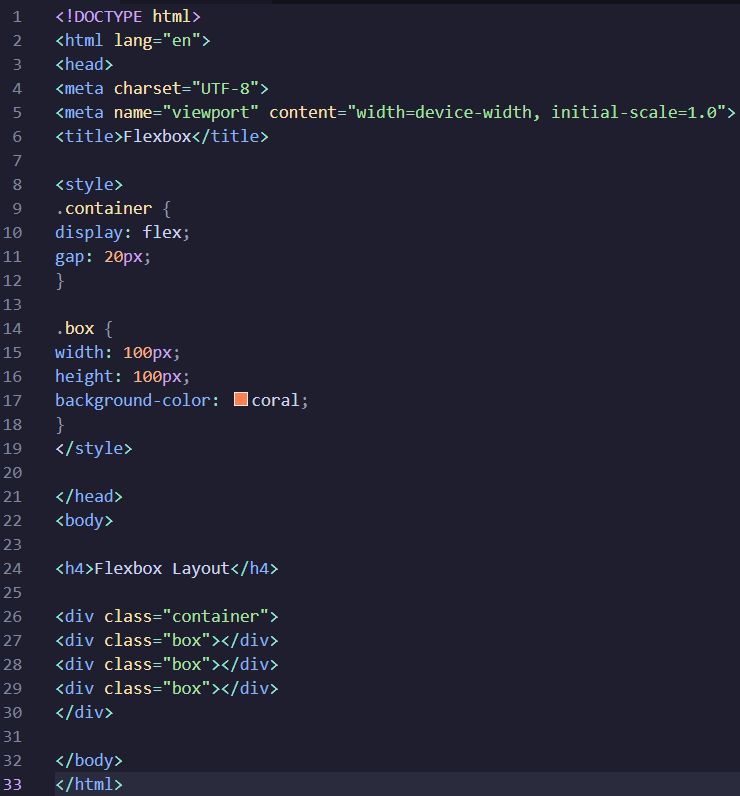 1 <!DOCTYPE html>
2 <html lang="en">
3 <head>
4 <meta charset="UTF-8">
5 <meta name="viewport" content="width=device-width, initial-scale=1.0">
6 <title>Flexbox</title>
7
8 <style>
9 .container {
10 display: flex;
11 gap: 20px;
12 }
13
14 .box {
15 width: 100px;
16 height: 100px;
17 background-color: coral;
18 }
19 </style>
20
21 </head>
22 <body>
23
24 <h4>Flexbox Layout</h4>
25
26 <div class="container">
27 <div class="box"></div>
28 <div class="box"></div>
29 <div class="box"></div>
30 </div>
31
32 </body>
33 </html>